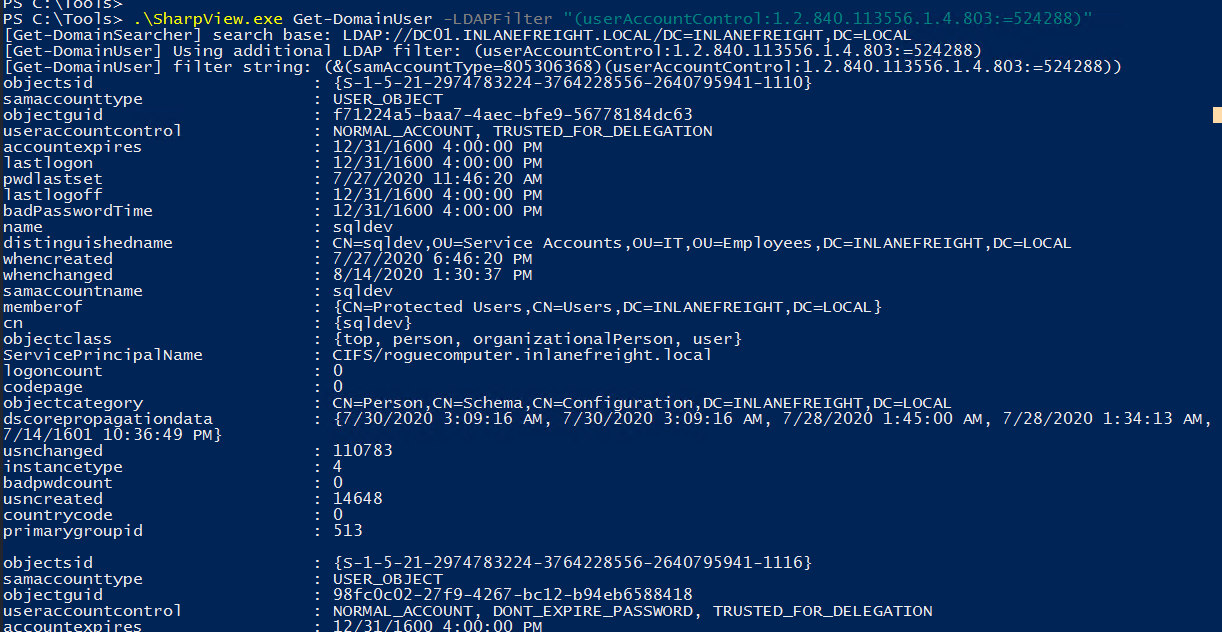 PS C:\Tools>
PS C:\Tools> .\SharpView.exe Get-DomainUser -LDAPFilter "(userAccountControl:1.2.840.113556.1.4.803:=524288)"
[Get-DomainSearcher] search base: LDAP://DC01.INLANEFREIGHT.LOCAL/DC=INLANEFREIGHT,DC=LOCAL
[Get-DomainUser] Using additional LDAP filter: (userAccountControl:1.2.840.113556.1.4.803:=524288)
[Get-DomainUser] filter string: (&(samAccountType=805306368)(userAccountControl:1.2.840.113556.1.4.803:=524288))
objectsid : {S-1-5-21-2974783224-3764228556-2640795941-1110}
samaccounttype : USER_OBJECT
objectguid : f71224a5-baa7-4aec-bfe9-56778184dc63
useraccountcontrol : NORMAL_ACCOUNT, TRUSTED_FOR_DELEGATION
accountexpires : 12/31/1600 4:00:00 PM
lastlogon : 12/31/1600 4:00:00 PM
pwdlastset : 7/27/2020 11:46:20 AM
lastlogoff : 12/31/1600 4:00:00 PM
badPasswordTime : 12/31/1600 4:00:00 PM
name : sqldev
distinguishedname : CN=sqldev,OU=Service Accounts,OU=IT,OU=Employees,DC=INLANEFREIGHT,DC=LOCAL
whencreated : 7/27/2020 6:46:20 PM
whenchanged : 8/14/2020 1:30:37 PM
samaccountname : sqldev
memberof : {CN=Protected Users,CN=Users,DC=INLANEFREIGHT,DC=LOCAL}
cn : {sqldev}
objectclass : {top, person, organizationalPerson, user}
ServicePrincipalName : CIFS/roguecomputer.inlanefreight.local
logoncount : 0
codepage : 0
objectcategory : CN=Person,CN=Schema,CN=Configuration,DC=INLANEFREIGHT,DC=LOCAL
dscorepropagationdata : {7/30/2020 3:09:16 AM, 7/30/2020 3:09:16 AM, 7/28/2020 1:45:00 AM, 7/28/2020 1:34:13 AM,
7/14/1601 10:36:49 PM}
usnchanged : 110783
instancetype : 4
badpwdcount : 0
usncreated : 14648
countrycode : 0
primarygroupid : 513
objectsid : {S-1-5-21-2974783224-3764228556-2640795941-1116}
samaccounttype : USER_OBJECT
objectguid : 98fc0c02-27f9-4267-bc12-b94eb6588418
useraccountcontrol : NORMAL_ACCOUNT, DONT_EXPIRE_PASSWORD, TRUSTED_FOR_DELEGATION
accountexpires : 12/31/1600 4:00:00 PM